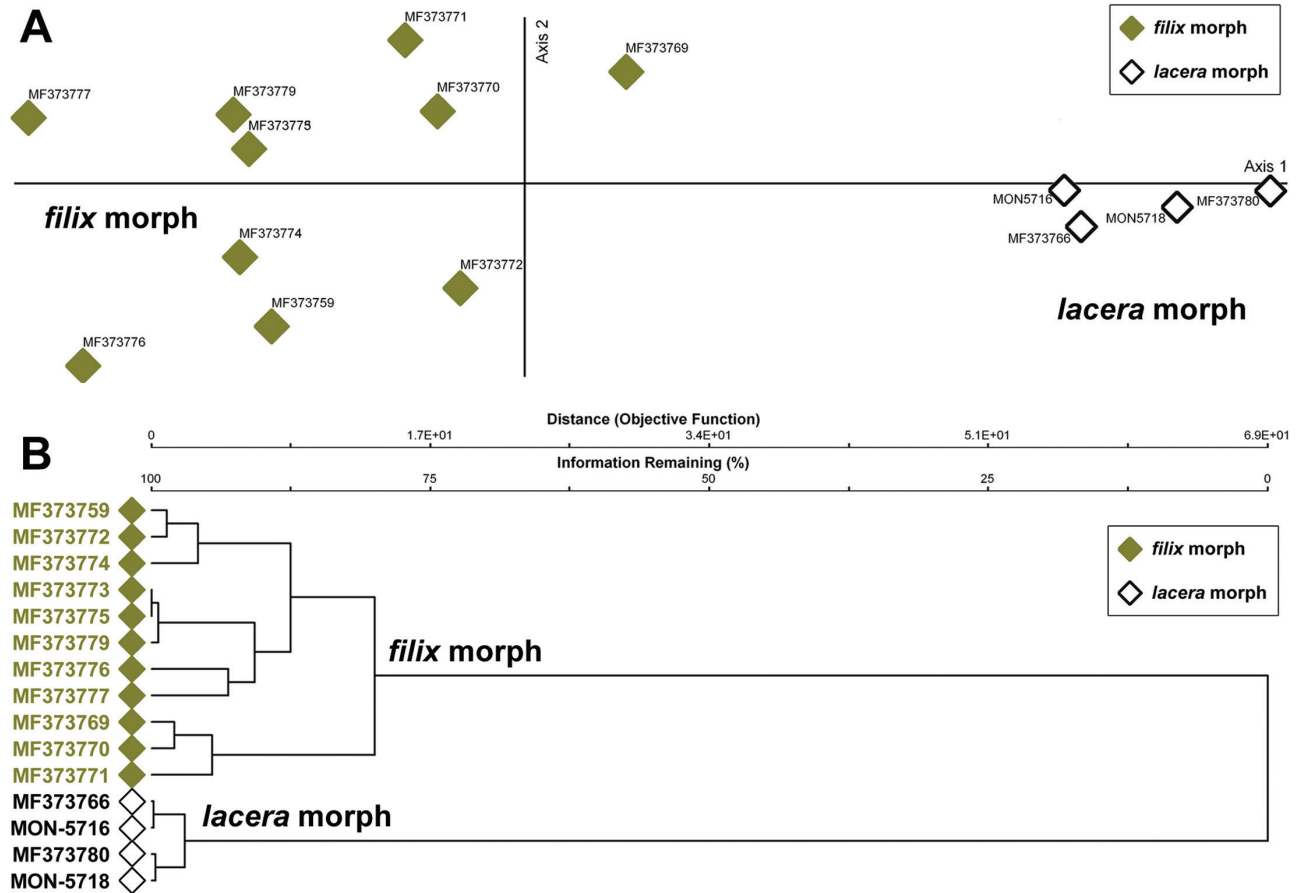 A
MF373771
Axis 2
MF373769
filix morph
lacera morph
MF373777
MF373779
MF373770
MF373775
Axis 1
MON5716
MF373780
MON5718
MF373766
filix morph
MF373774
MF373772
MF373759
lacera morph
MF373776
B
Distance (Objective Function)
0 1.7E+01 3.4E+01 5.1E+01 6.9E+01
Information Remaining (%)
100 75 50 25 0
MF373759
MF373772
MF373774
MF373773
MF373775
MF373779
MF373776
MF373777
MF373769
MF373770
MF373771
MF373766
MON-5716
MF373780
MON-5718
filix morph
lacera morph
filix morph
lacera morph